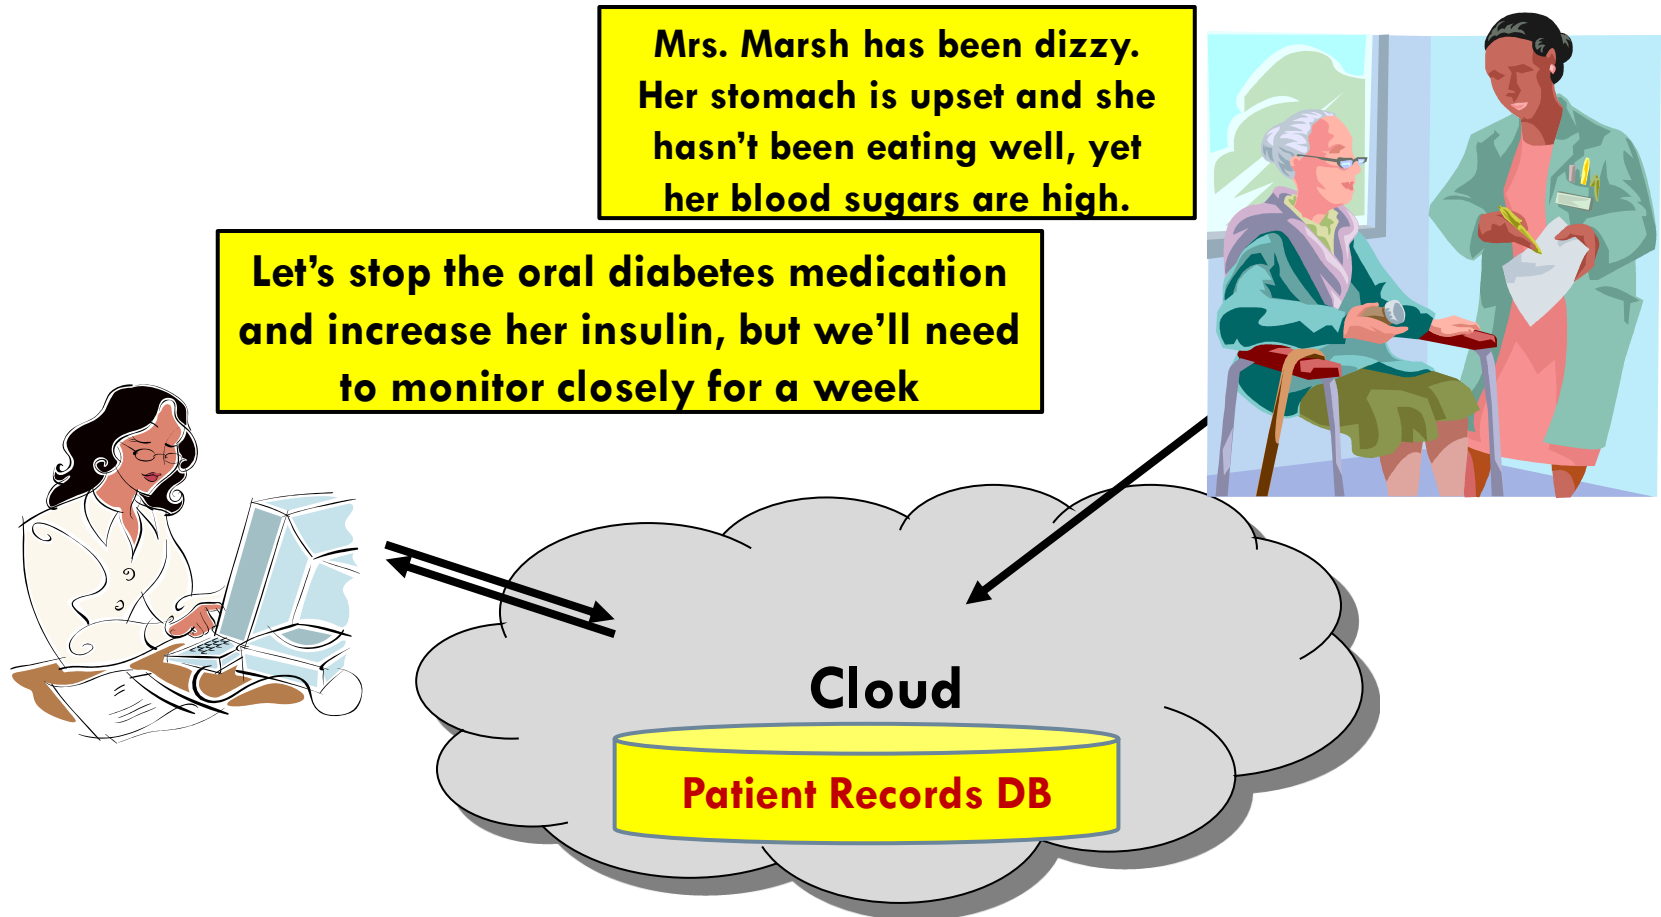 Mrs. Marsh has been dizzy.
Her stomach is upset and she
hasn’t been eating well, yet
her blood sugars are high.
Let’s stop the oral diabetes medication
and increase her insulin, but we’ll need
to monitor closely for a week
Cloud
Patient Records DB